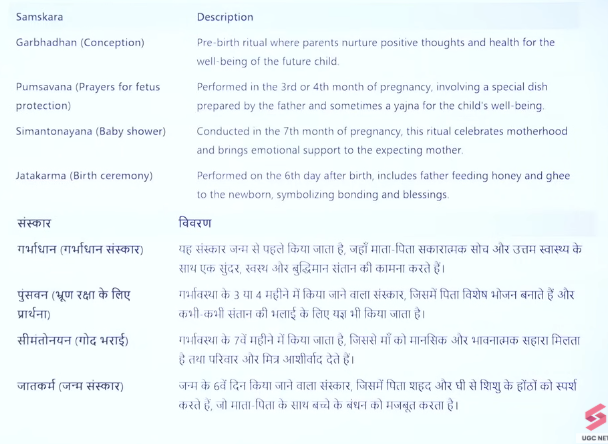 Samskara Description
Garbhadhan (Conception) Pre-birth ritual where parents nurture positive thoughts and health for the
well-being of the future child.
Pumsavana (Prayers for fetus Performed in the 3rd or 4th month of pregnancy, involving a special dish
protection) prepared by the father and sometimes a yajna for the child's well-being.
Simantonayana (Baby shower) Conducted in the 7th month of pregnancy, this ritual celebrates motherhood
and brings emotional support to the expecting mother.
Jatakarma (Birth ceremony) Performed on the 6th day after birth, includes father feeding honey and ghee
to the newborn, symbolizing bonding and blessings.
संस्कार विवरण
गर्भाधान (गर्भाधान संस्कार) यह संस्कार जन्म से पहले किया जाता है, जहाँ माता-पिता सकारात्मक सोच और उत्तम स्वास्थ्य के
साथ एक सुंदर, स्वस्थ और बुद्धिमान संतान की कामना करते हैं।
पुंसवन (भ्रूण रक्षा के लिए गर्भावस्था के 3 या 4 महीने में किया जाने वाला संस्कार, जिसमें पिता विशेष भोजन बनाते हैं और
प्रार्थना) कभी-कभी संतान की भलाई के लिए यज्ञ भी किया जाता है।
सीमंतोनयन (गोद भराई) गर्भावस्था के 7वें महीने में किया जाता है, जिससे माँ को मानसिक और भावनात्मक सहारा मिलता
है तथा परिवार और मित्र आशीर्वाद देते हैं।
जातकर्म (जन्म संस्कार) जन्म के 6वें दिन किया जाने वाला संस्कार, जिसमें पिता शहद और घी से शिशु के होंठों को स्पर्श
करते हैं, जो माता-पिता के साथ बच्चे के बंधन को मजबूत करता है।
UGC NET